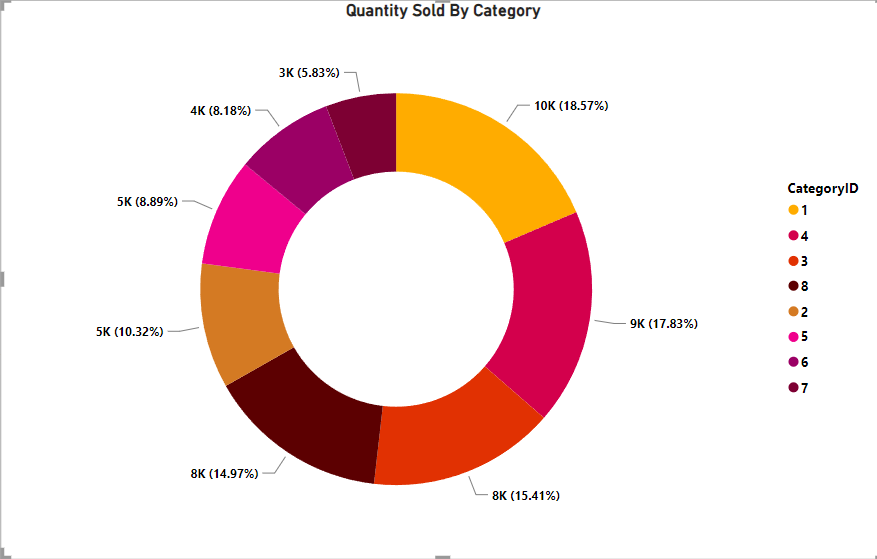 Quantity Sold By Category
3K (5.83%)
10K (18.57%)
4K (8.18%)
5K (8.89%)
9K (17.83%)
5K (10.32%)
8K (14.97%)
8K (15.41%)
CategoryID
1
4
3
8
2
5
6
7